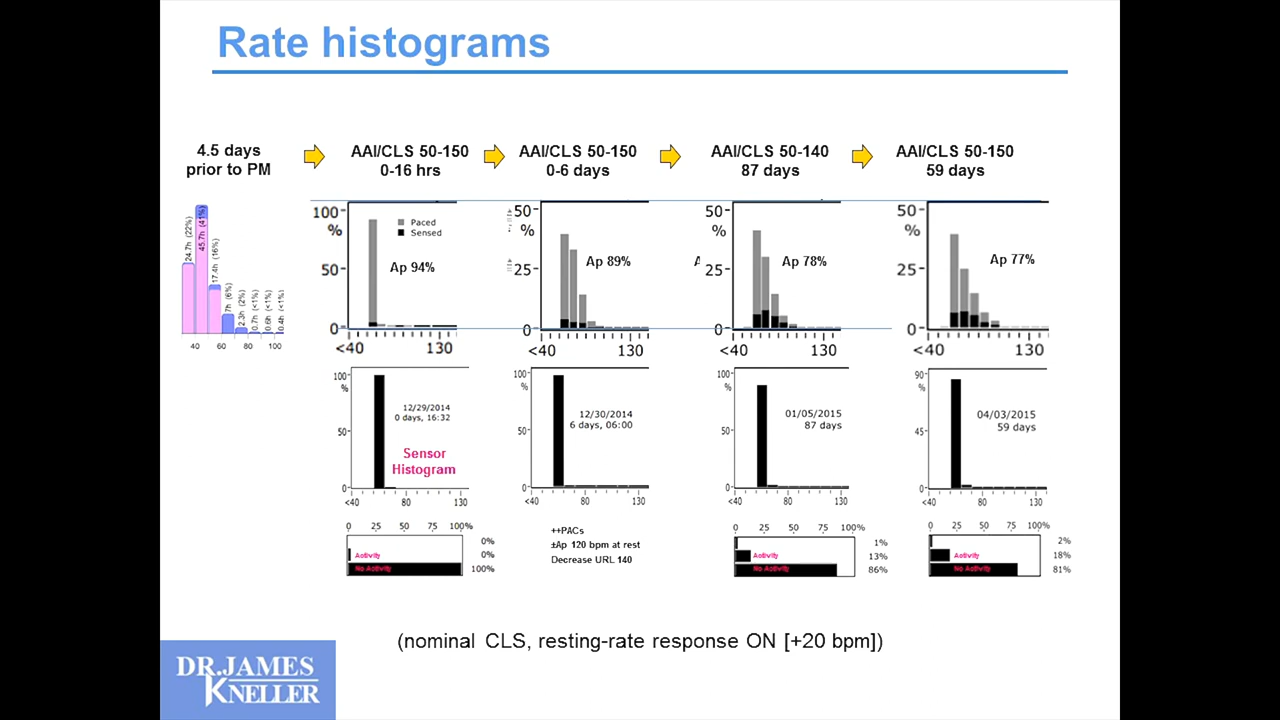 Rate histograms
4.5 days
prior to PM
AAI/CLS 50-150
0-16 hrs
AAI/CLS 50-150
0-6 days
AAI/CLS 50-140
87 days
AAI/CLS 50-150
59 days
24.7h (22%)
45.7h (41%)
17.4h (16%)
7h (6%)
2.3h (2%)
0.7h (<1%)
0.6h (<1%)
0.4h (<1%)
40 60 80 100
100
%
50
0
Paced
Sensed
Ap 94%
<40 130
50
%
25
0
Ap 89%
<40 130
50
%
25
0
Ap 78%
<40 130
50
%
25
0
Ap 77%
<40 130
100
%
50
0
12/29/2014
0 days, 16:32
Sensor
Histogram
<40 80 130
100
%
50
0
12/30/2014
6 days, 06:00
<40 80 130
100
%
50
0
01/05/2015
87 days
<40 80 130
90
%
45
0
04/03/2015
59 days
<40 80 130
0 25 50 75 100%
0%
Activity 0%
No Activity 100%
++PACs
±Ap 120 bpm at rest
Decrease URL 140
0 25 50 75 100%
1%
Activity 13%
No Activity 86%
0 25 50 75 100%
2%
Activity 18%
No Activity 81%
(nominal CLS, resting-rate response ON [+20 bpm])
DR.JAMES
KNELLER